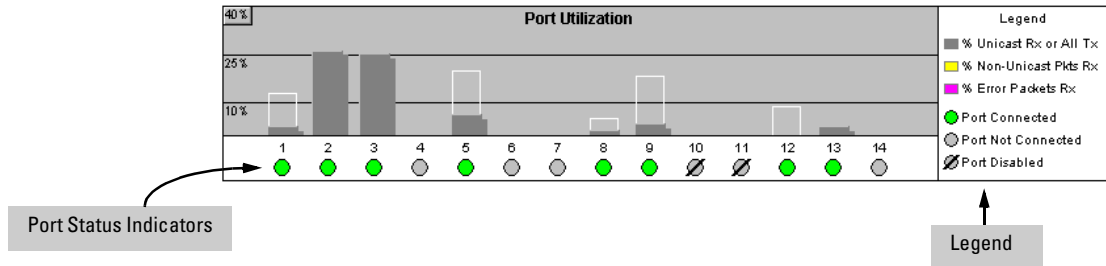 40%
Port Utilization
25%
10%
1 2 3 4 5 6 7 8 9 10 11 12 13 14
Legend
% Unicast Rx or All Tx
% Non-Unicast Pkts Rx
% Error Packets Rx
Port Connected
Port Not Connected
Port Disabled
Port Status Indicators
Legend